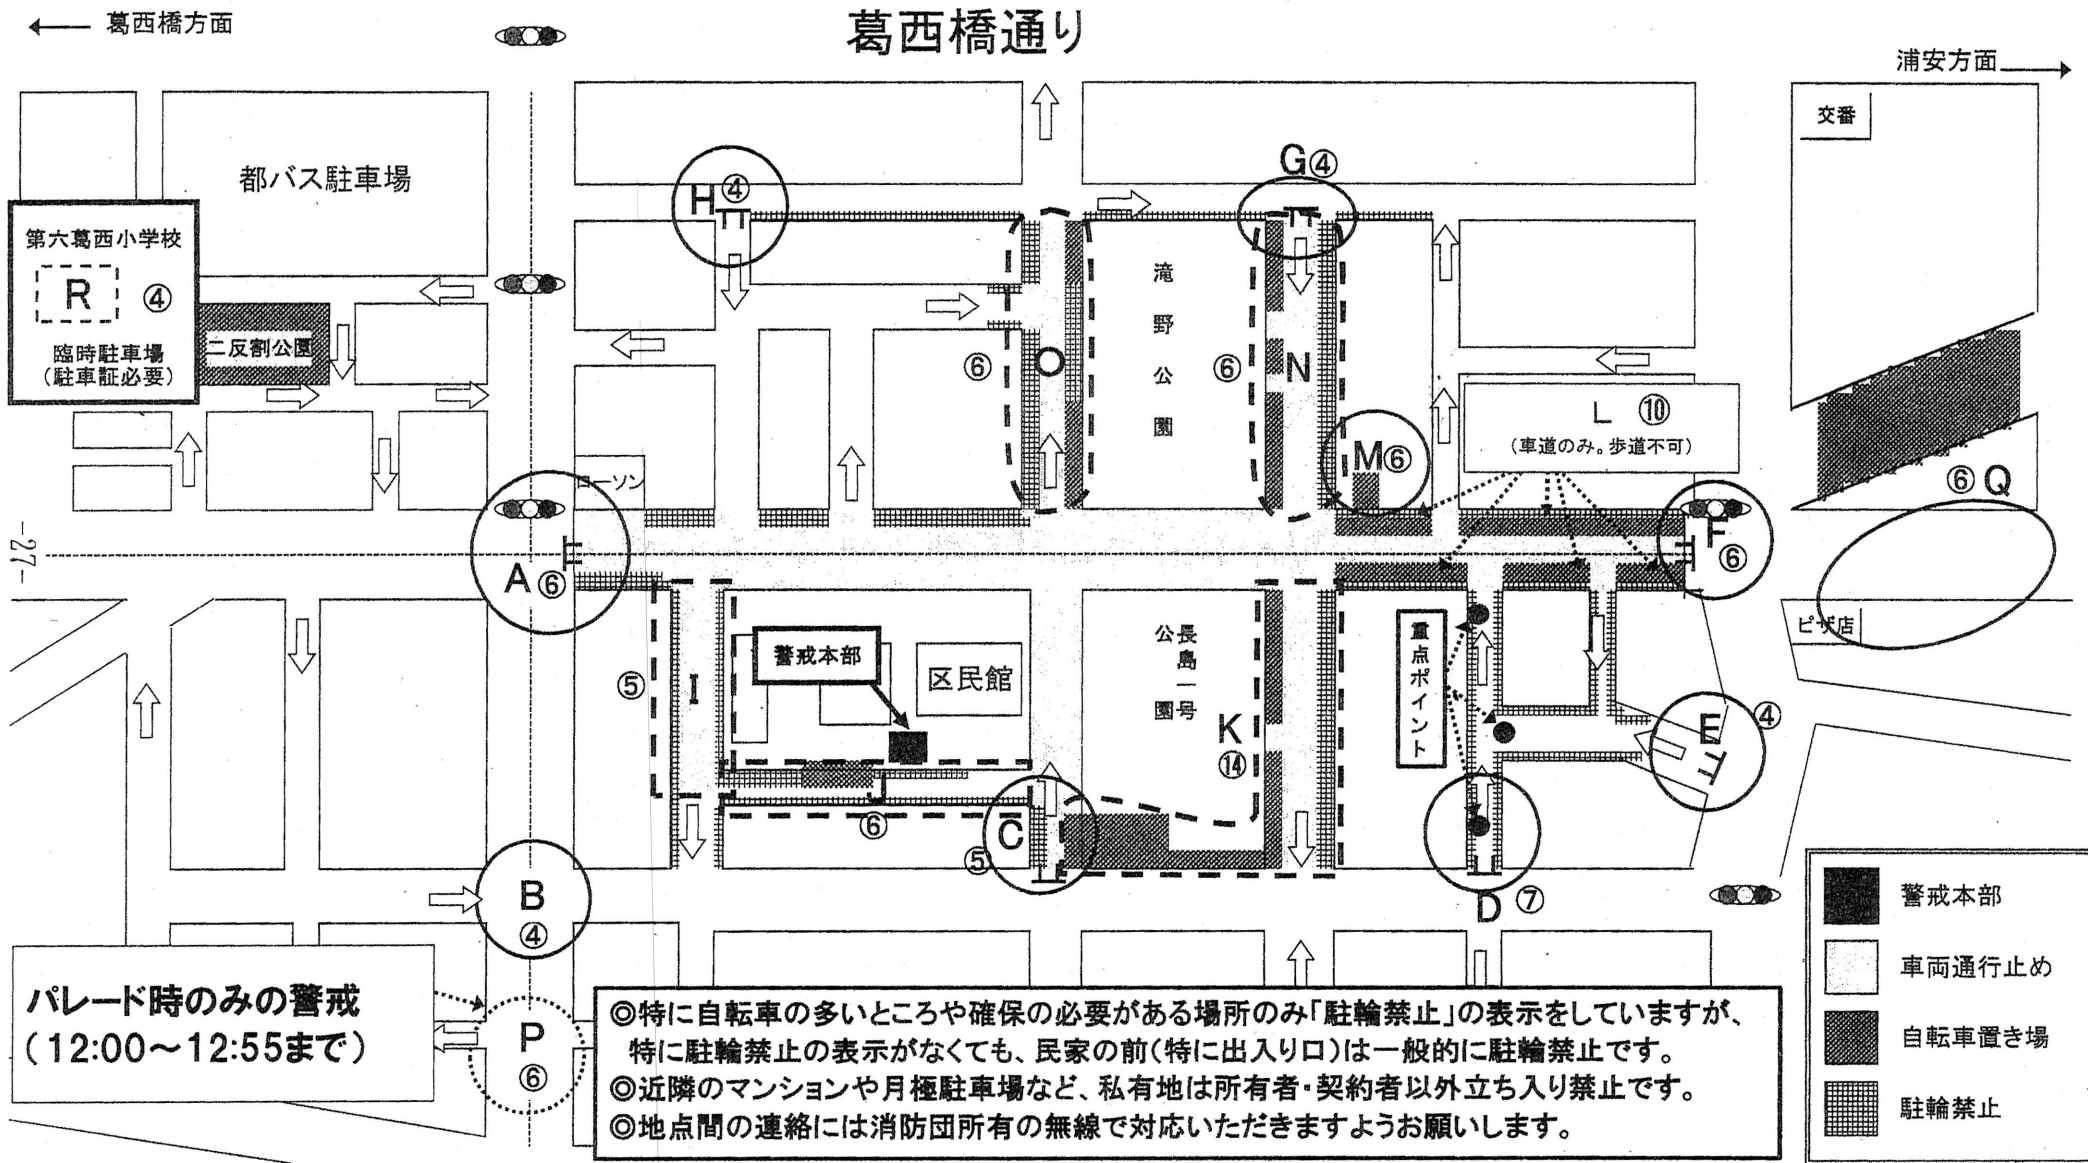 葛西橋通り
← 葛西橋方面
浦安方面 →
交番
都バス駐車場
H④
G④
第六葛西小学校
R ④
臨時駐車場
(駐車証必要)
二反割公園
⑥
O
滝野公園
⑥
N
L ⑩
(車道のみ。歩道不可)
M⑥
⑥Q
ローソン
-27-
A⑥
F
⑥
ピザ店
⑤
I
警戒本部
区民館
長島一号
公園
K
⑭
重点ポイント
E ④
⑥
C
⑤
D ⑦
B
④
パレード時のみの警戒
(12:00~12:55まで)
P
⑥
◎特に自転車の多いところや確保の必要がある場所のみ「駐輪禁止」の表示をしていますが、
特に駐輪禁止の表示がなくても、民家の前(特に出入り口)は一般的に駐輪禁止です。
◎近隣のマンションや月極駐車場など、私有地は所有者・契約者以外立ち入り禁止です。
◎地点間の連絡には消防団所有の無線で対応いただきますようお願いします。
警戒本部
車両通行止め
自転車置き場
駐輪禁止